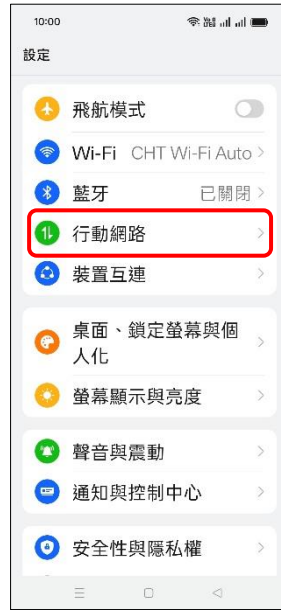 10:00
設定
飛航模式
Wi-Fi CHT Wi-Fi Auto
藍牙 已關閉
行動網路
裝置互連
桌面、鎖定螢幕與個
人化
螢幕顯示與亮度
聲音與震動
通知與控制中心
安全性與隱私權